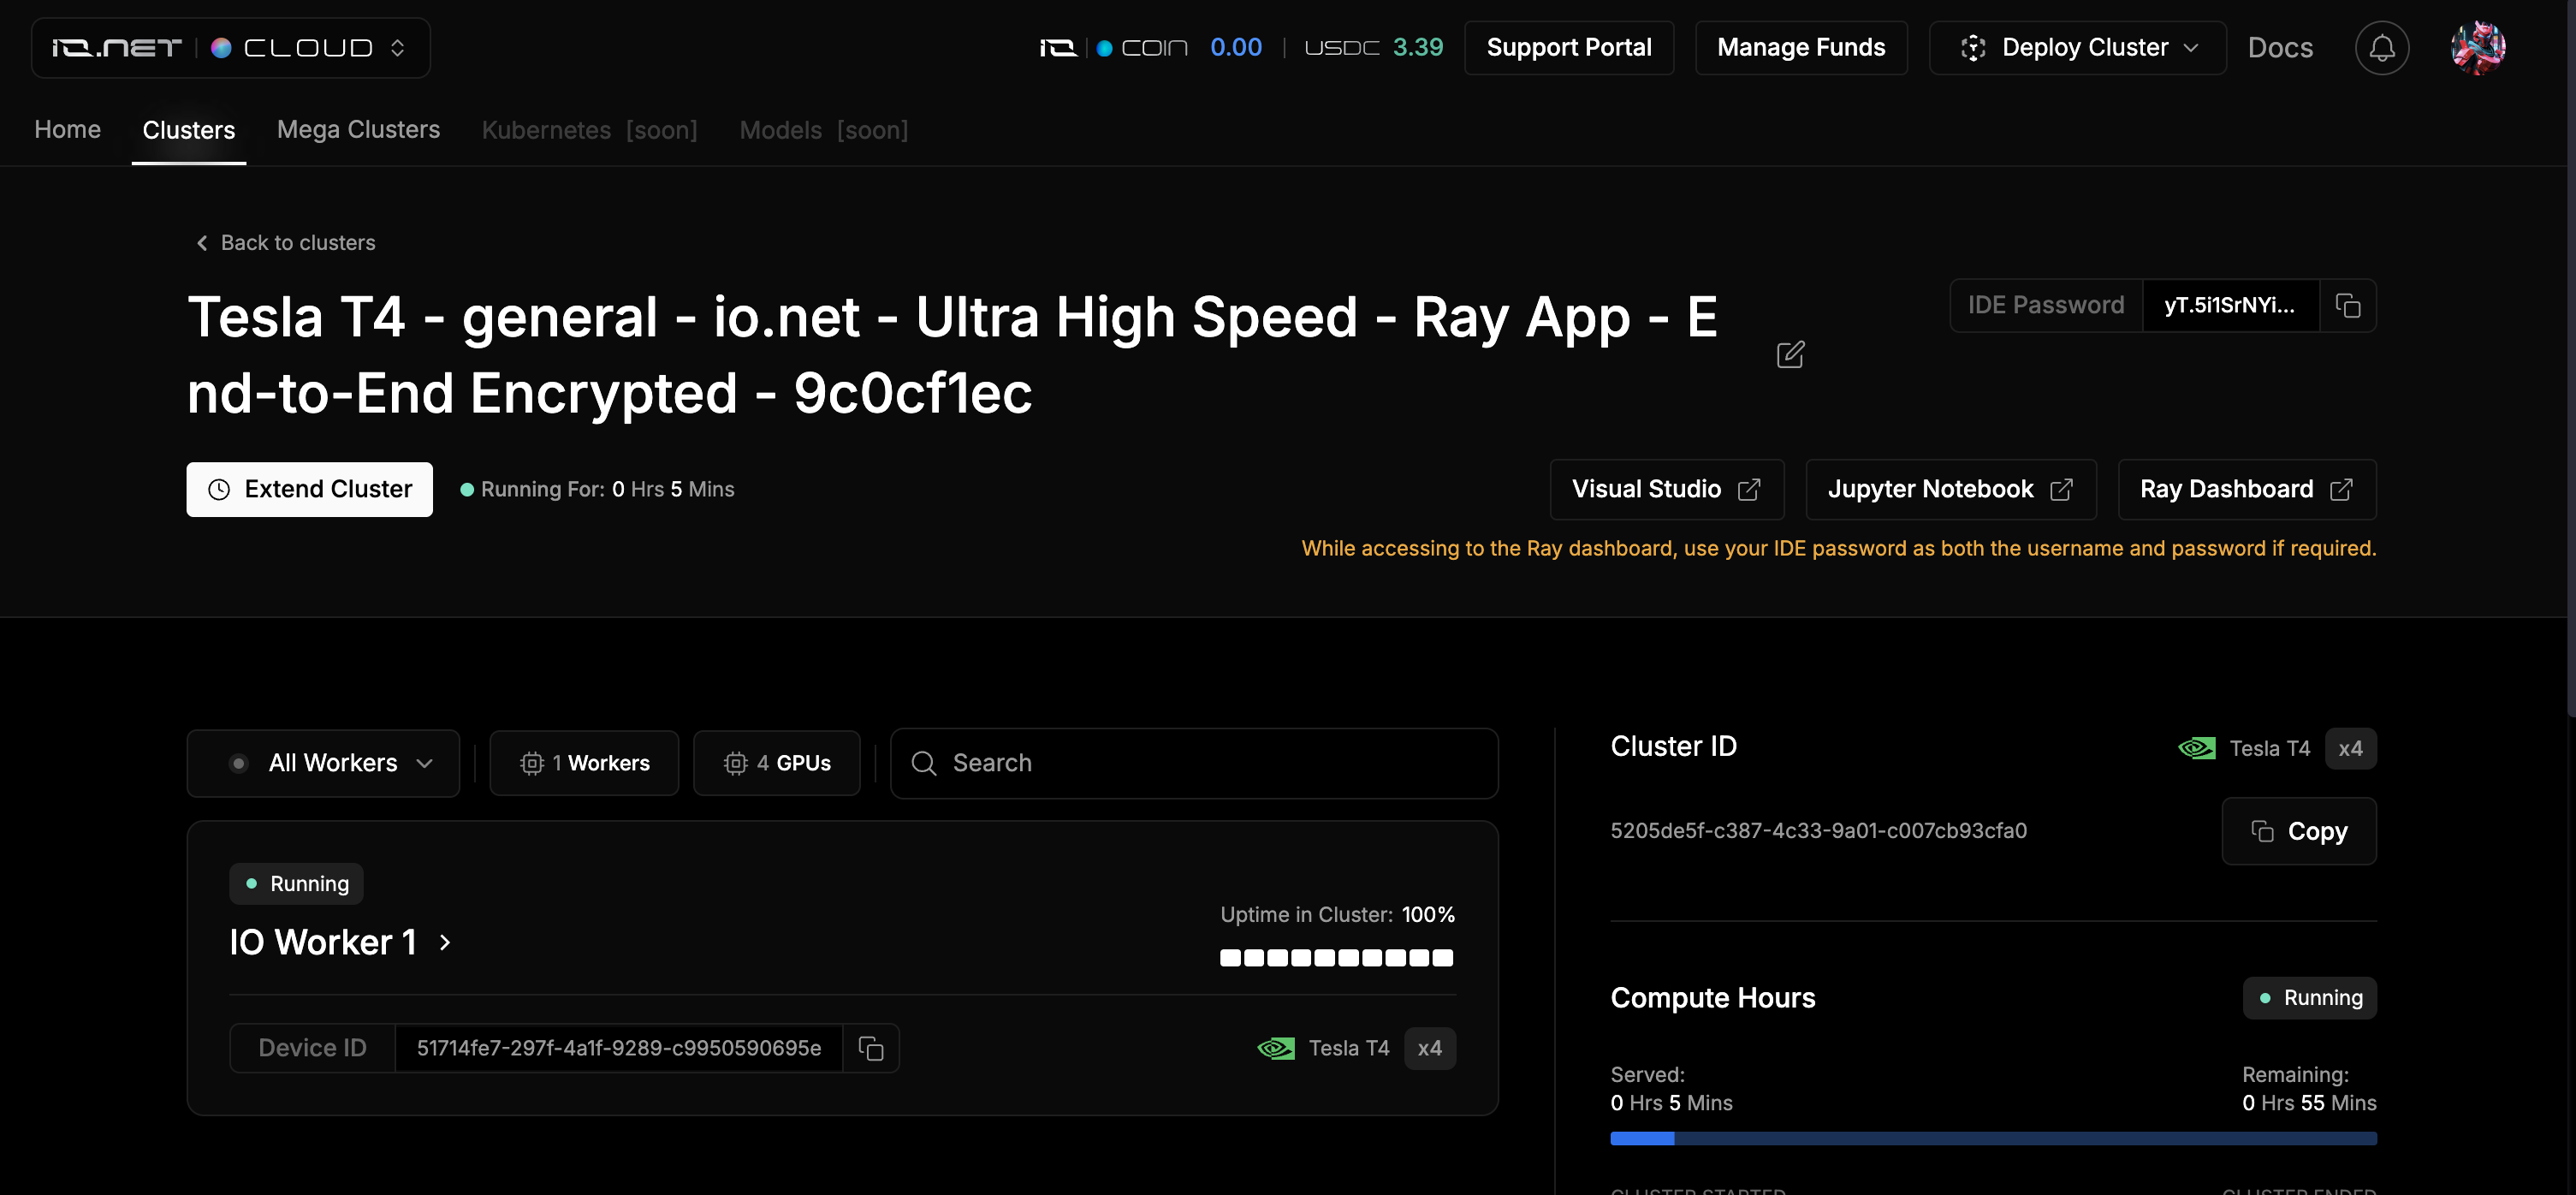 IO.NET CLOUD
IO COIN 0.00 USDC 3.39 Support Portal Manage Funds Deploy Cluster Docs
Home Clusters Mega Clusters Kubernetes [soon] Models [soon]
Back to clusters
Tesla T4 - general - io.net - Ultra High Speed - Ray App - E
nd-to-End Encrypted - 9c0cf1ec
IDE Password yT.5i1SrNYi...
Extend Cluster Running For: 0 Hrs 5 Mins
Visual Studio Jupyter Notebook Ray Dashboard
While accessing to the Ray dashboard, use your IDE password as both the username and password if required.
All Workers 1 Workers 4 GPUs Search
Running
IO Worker 1
Uptime in Cluster: 100%
Device ID 51714fe7-297f-4a1f-9289-c9950590695e Tesla T4 x4
Cluster ID Tesla T4 x4
5205de5f-c387-4c33-9a01-c007cb93cfa0 Copy
Compute Hours Running
Served: Remaining:
0 Hrs 5 Mins 0 Hrs 55 Mins
CLUSTER STARTED CLUSTER ENDED